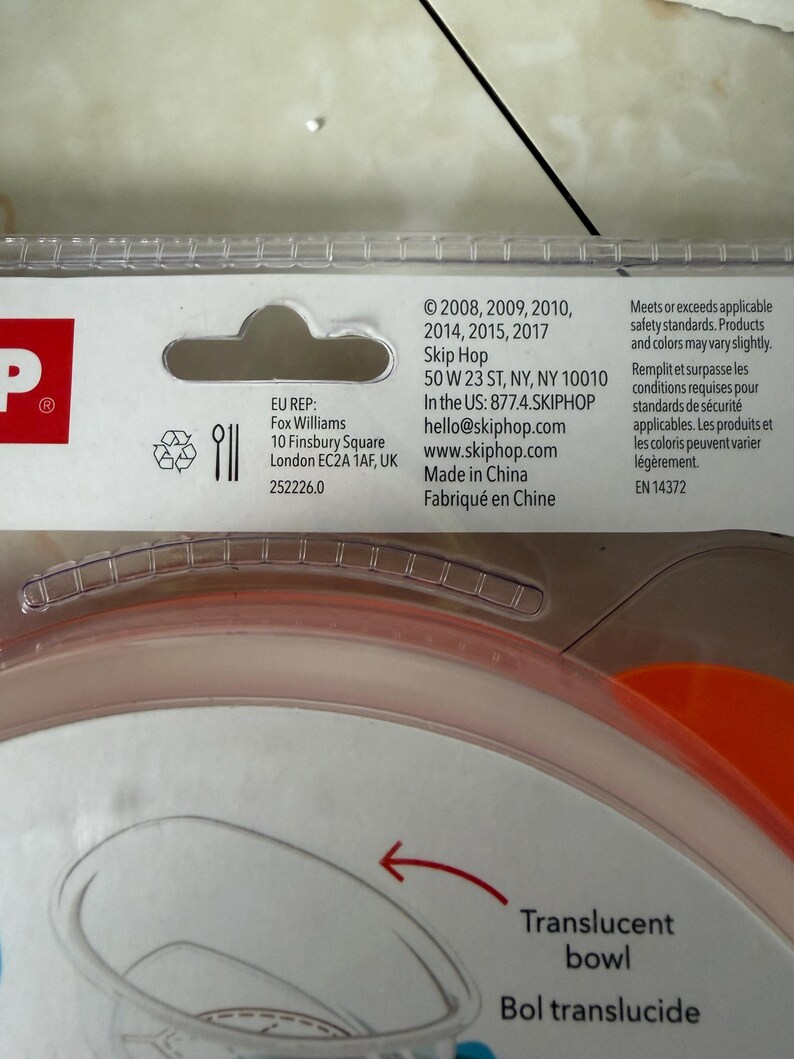 P®
EU REP:
Fox Williams
10 Finsbury Square
London EC2A 1AF, UK
252226.0
© 2008, 2009, 2010,
2014, 2015, 2017
Skip Hop
50 W 23 ST, NY, NY 10010
In the US: 877.4.SKIPHOP
hello@skiphop.com
www.skiphop.com
Made in China
Fabriqué en Chine
Meets or exceeds applicable
safety standards. Products
and colors may vary slightly.
Remplit et surpasse les
conditions requises pour
standards de sécurité
applicables. Les produits et
les coloris peuvent varier
légèrement.
EN 14372
Translucent
bowl
Bol translucide